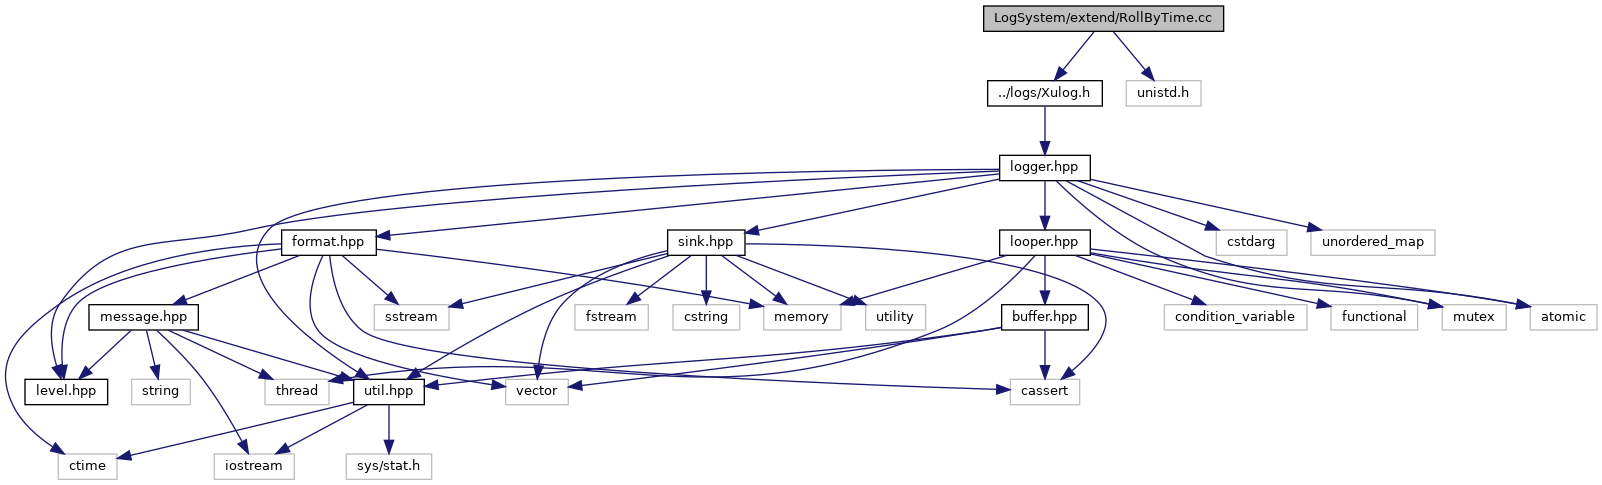 LogSystem/extend/RollByTime.cc
../logs/Xulog.h
unistd.h
logger.hpp
format.hpp
sink.hpp
looper.hpp
cstdarg
unordered_map
message.hpp
sstream
fstream
cstring
memory
utility
buffer.hpp
condition_variable
functional
mutex
atomic
level.hpp
string
thread
util.hpp
vector
cassert
ctime
iostream
sys/stat.h